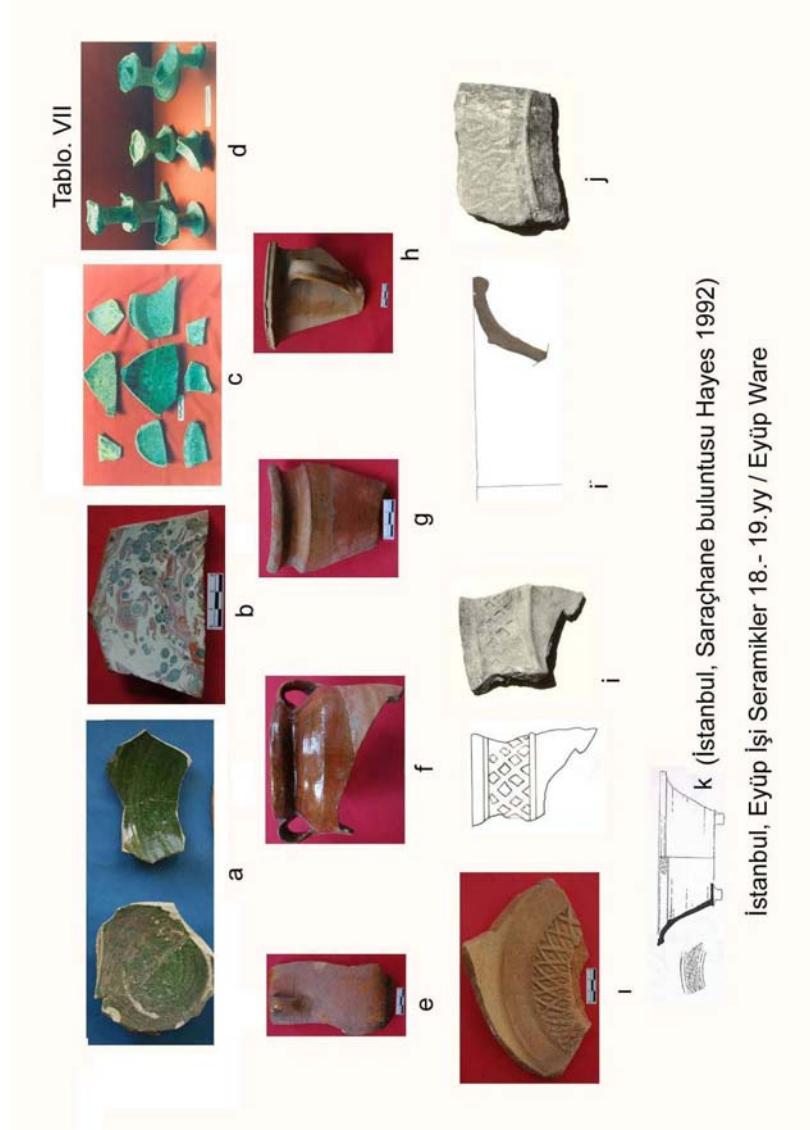 Tablo. VII
a
b
c
d
e
f
g
h
ı
i
ï
j
k (İstanbul, Saraçhane buluntusu Hayes 1992)
İstanbul, Eyüp İşi Seramikler 18.- 19.yy / Eyüp Ware